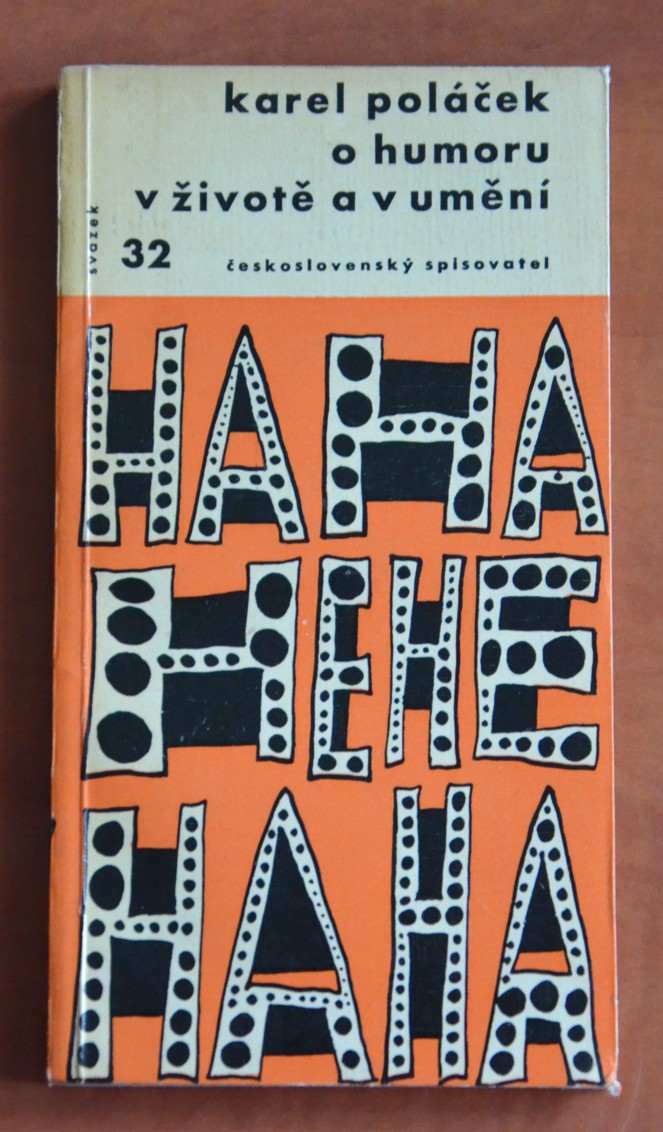 karel poláček
o humoru
v životě a v umění
svazek
32 československý spisovatel
HAHA
HEHE
HAHA